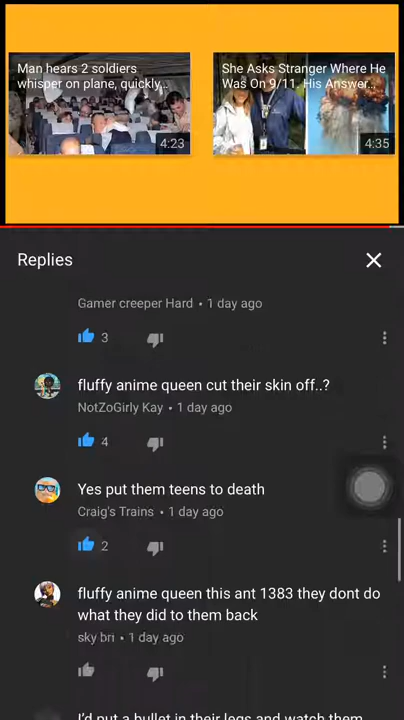 Man hears 2 soldiers
whisper on plane, quickly...
4:23
She Asks Stranger Where He
Was On 9/11. His Answer...
4:35
Replies
Gamer creeper Hard • 1 day ago
3
fluffy anime queen cut their skin off..?
NotZoGirly Kay • 1 day ago
4
Yes put them teens to death
Craig's Trains • 1 day ago
2
fluffy anime queen this ant 1383 they dont do
what they did to them back
sky bri • 1 day ago
I'd put a bullet in their legs and watch them